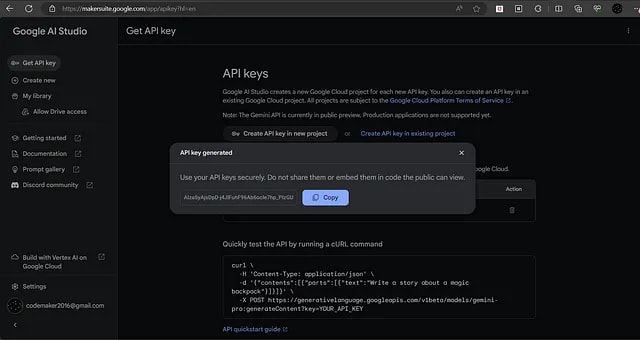 https://makersuite.google.com/app/apikey?hl=en
Google AI Studio
Get API key
Get API key
Create new
My library
Allow Drive access
Getting started
Documentation
Prompt gallery
Discord community
Build with Vertex AI on
Google Cloud
Settings
codemaker2016@gmail.com
API keys
Google AI Studio creates a new Google Cloud project for each new API key. You also can create an API key in an
existing Google Cloud project. All projects are subject to the Google Cloud Platform Terms of Service.
Note: The Gemini API is currently in public preview. Production applications are not supported yet.
Create API key in new project or Create API key in existing project
API key generated
Use your API keys securely. Do not share them or embed them in code the public can view.
Copy
Google Cloud.
Action
Quickly test the API by running a cURL command
curl \
-H 'Content-Type: application/json' \
-d '{"contents":[{"parts":[{"text":"Write a story about a magic
backpack"}]}]}' \
-X POST https://generativelanguage.googleapis.com/v1beta/models/gemini-
pro:generateContent?key=YOUR_API_KEY
API quickstart guide